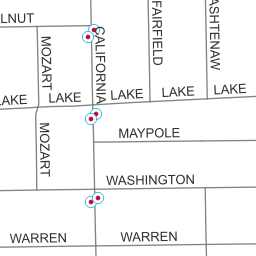 LNUT
MOZART
CALIFORNIA
FAIRFIELD
ASHTENAW
LAKE
LAKE
LAKE
LAKE
LAKE
MOZART
MAYPOLE
WASHINGTON
WARREN
WARREN